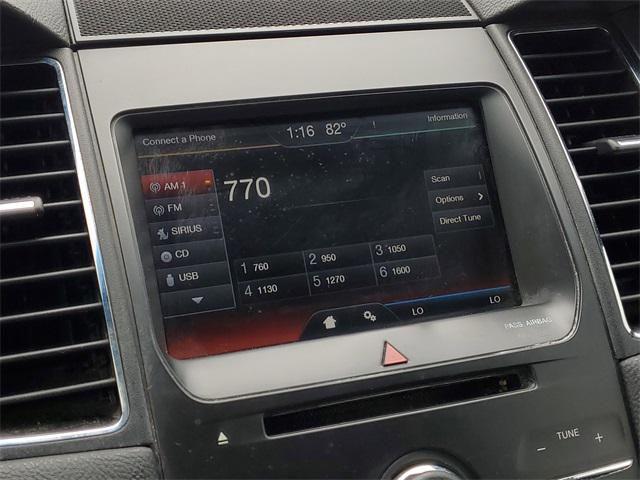 Connect a Phone 1:16 82° Information
AM 1
770
Scan
FM
Options >
SIRIUS
Direct Tune
CD
USB
1 760 2 950 3 1050
4 1130 5 1270 6 1600
LO LO
PASS AIRBAG
− TUNE +